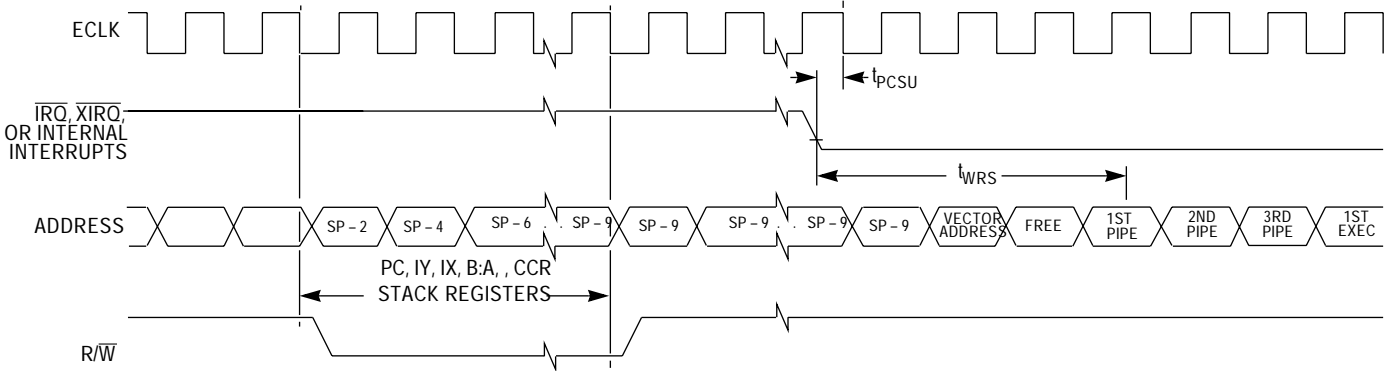 ECLK
tPCSU
IRQ, XIRQ,
OR INTERNAL
INTERRUPTS
tWRS
ADDRESS
SP – 2
SP – 4
SP – 6 . . SP – 9
SP – 9
SP – 9 . . SP – 9
SP – 9
VECTOR
ADDRESS
FREE
1ST
PIPE
2ND
PIPE
3RD
PIPE
1ST
EXEC
PC, IY, IX, B:A, , CCR
STACK REGISTERS
R/W